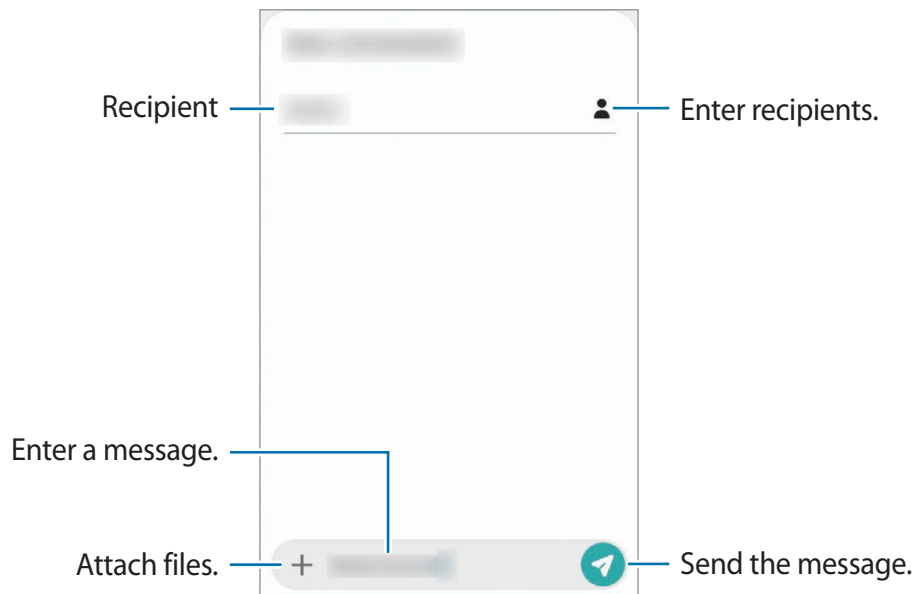 Recipient
Enter recipients.
Enter a message.
Attach files.
Send the message.